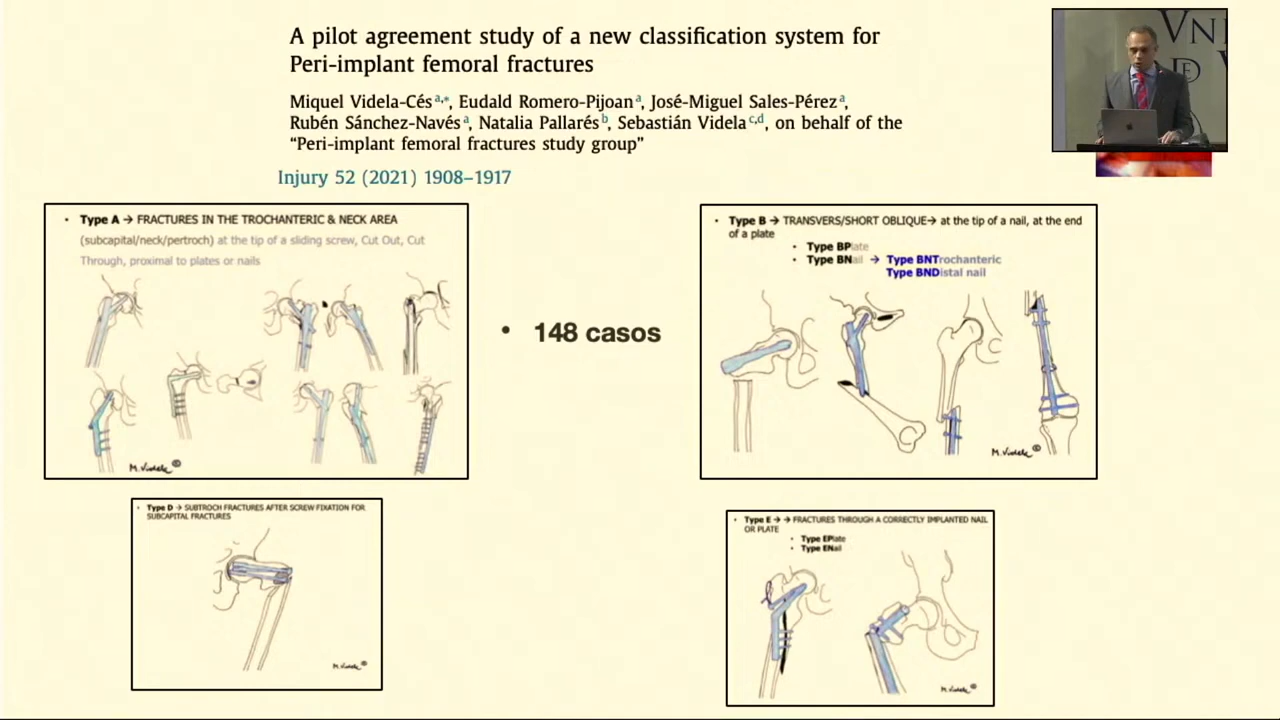 A pilot agreement study of a new classification system for
Peri-implant femoral fractures
Miquel Videla-Cés a,*, Eudald Romero-Pijoan a, José-Miguel Sales-Pérez a,
Rubén Sánchez-Navés a, Natalia Pallarés b, Sebastián Videla c,d, on behalf of the
“Peri-implant femoral fractures study group”
Injury 52 (2021) 1908–1917
VNI
DE V
• Type A → FRACTURES IN THE TROCHANTERIC & NECK AREA
(subcapital/neck/pertroch) at the tip of a sliding screw, Cut Out, Cut
Through, proximal to plates or nails
M.Videla ©
• 148 casos
• Type B → TRANSVERS/SHORT OBLIQUE→ at the tip of a nail, at the end
of a plate
• Type BPlate
• Type BNail → Type BNTrochanteric
Type BNDistal nail
M.Videla ©
• Type D → SUBTROCH FRACTURES AFTER SCREW FIXATION FOR
SUBCAPITAL FRACTURES
M.Videla ©
• Type E → → FRACTURES THROUGH A CORRECTLY IMPLANTED NAIL
OR PLATE
• Type EPlate
• Type ENail
M.Videla ©